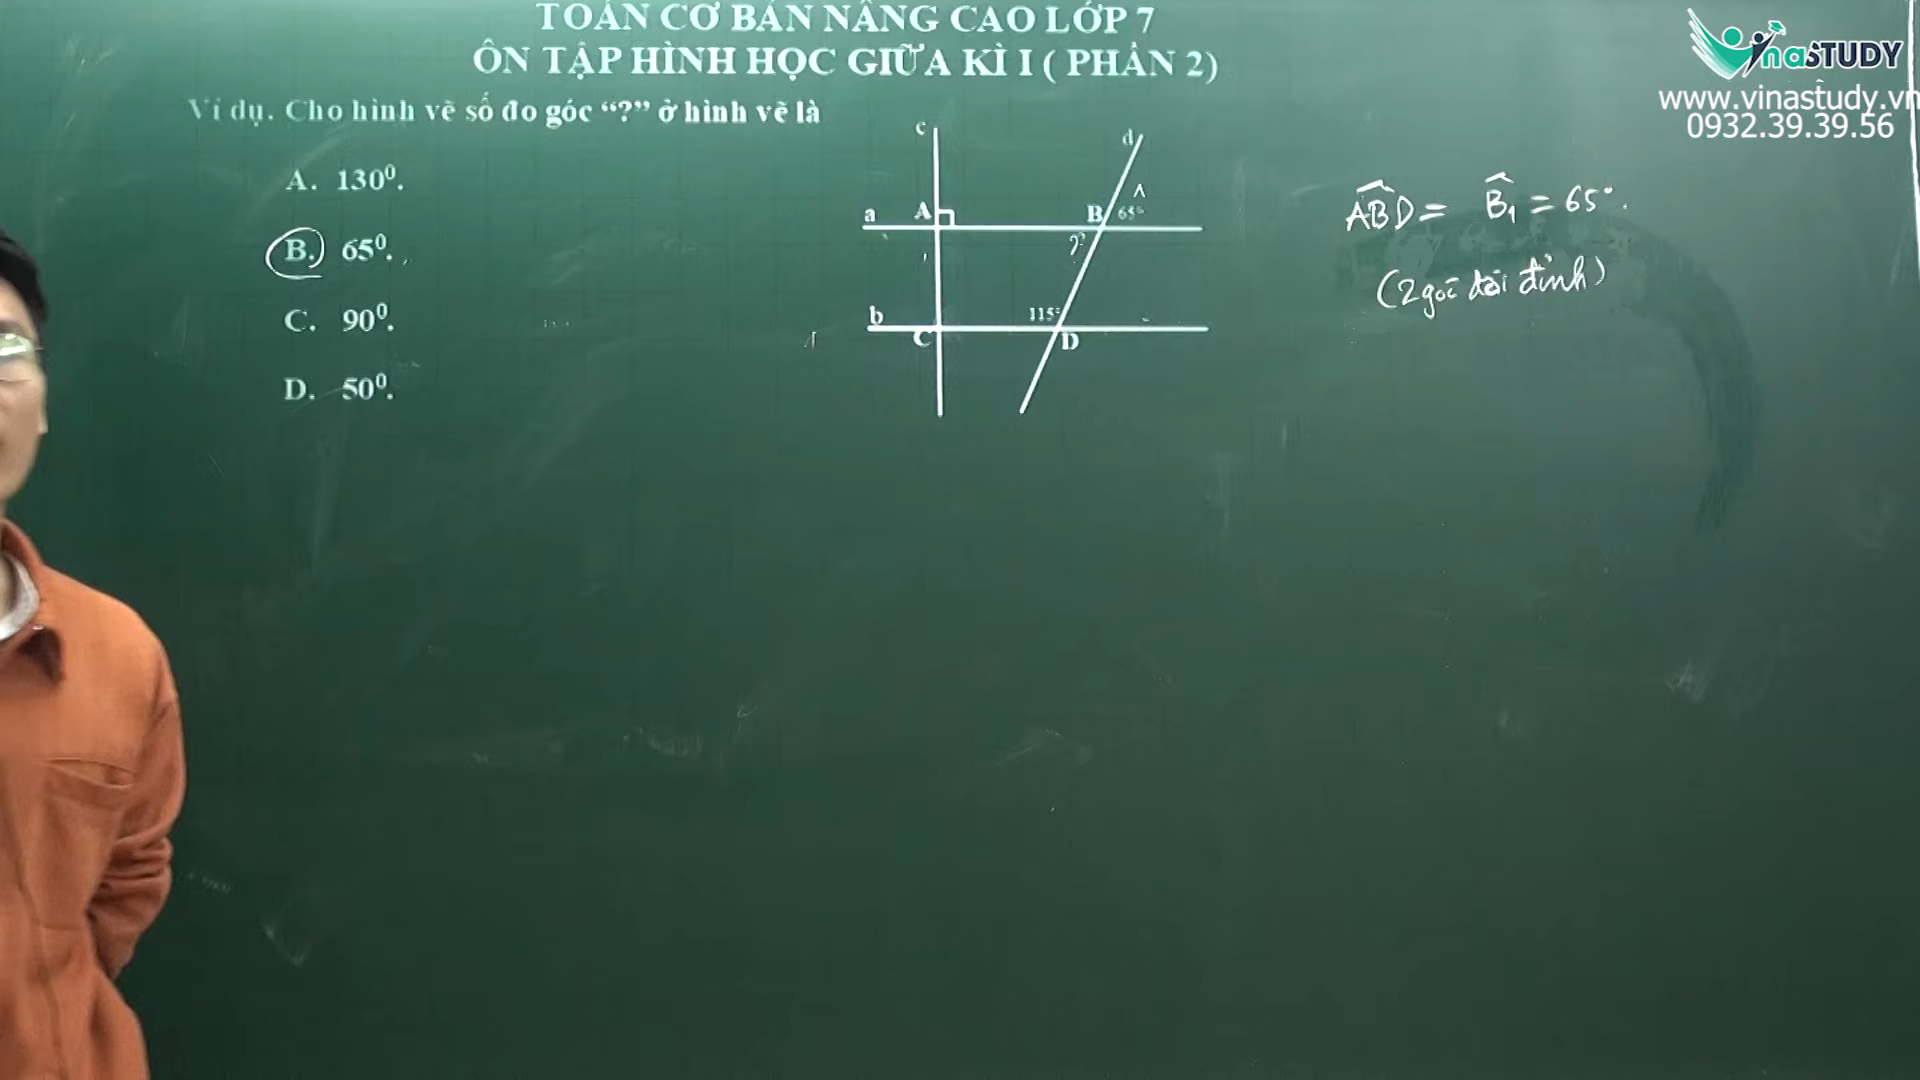 TOÁN CƠ BẢN NÂNG CAO LỚP 7
ÔN TẬP HÌNH HỌC GIỮA KÌ I ( PHẦN 2)
Ví dụ. Cho hình vẽ số đo góc “?” ở hình vẽ là
A. 130⁰.
B. 65⁰.
C. 90⁰.
D. 50⁰.
c
d
a
A
B
1
65°
?
b
C
115°
D
ABD = B₁ = 65°.
(2 góc đối đỉnh)
VinaSTUDY
www.vinastudy.vn
0932.39.39.56